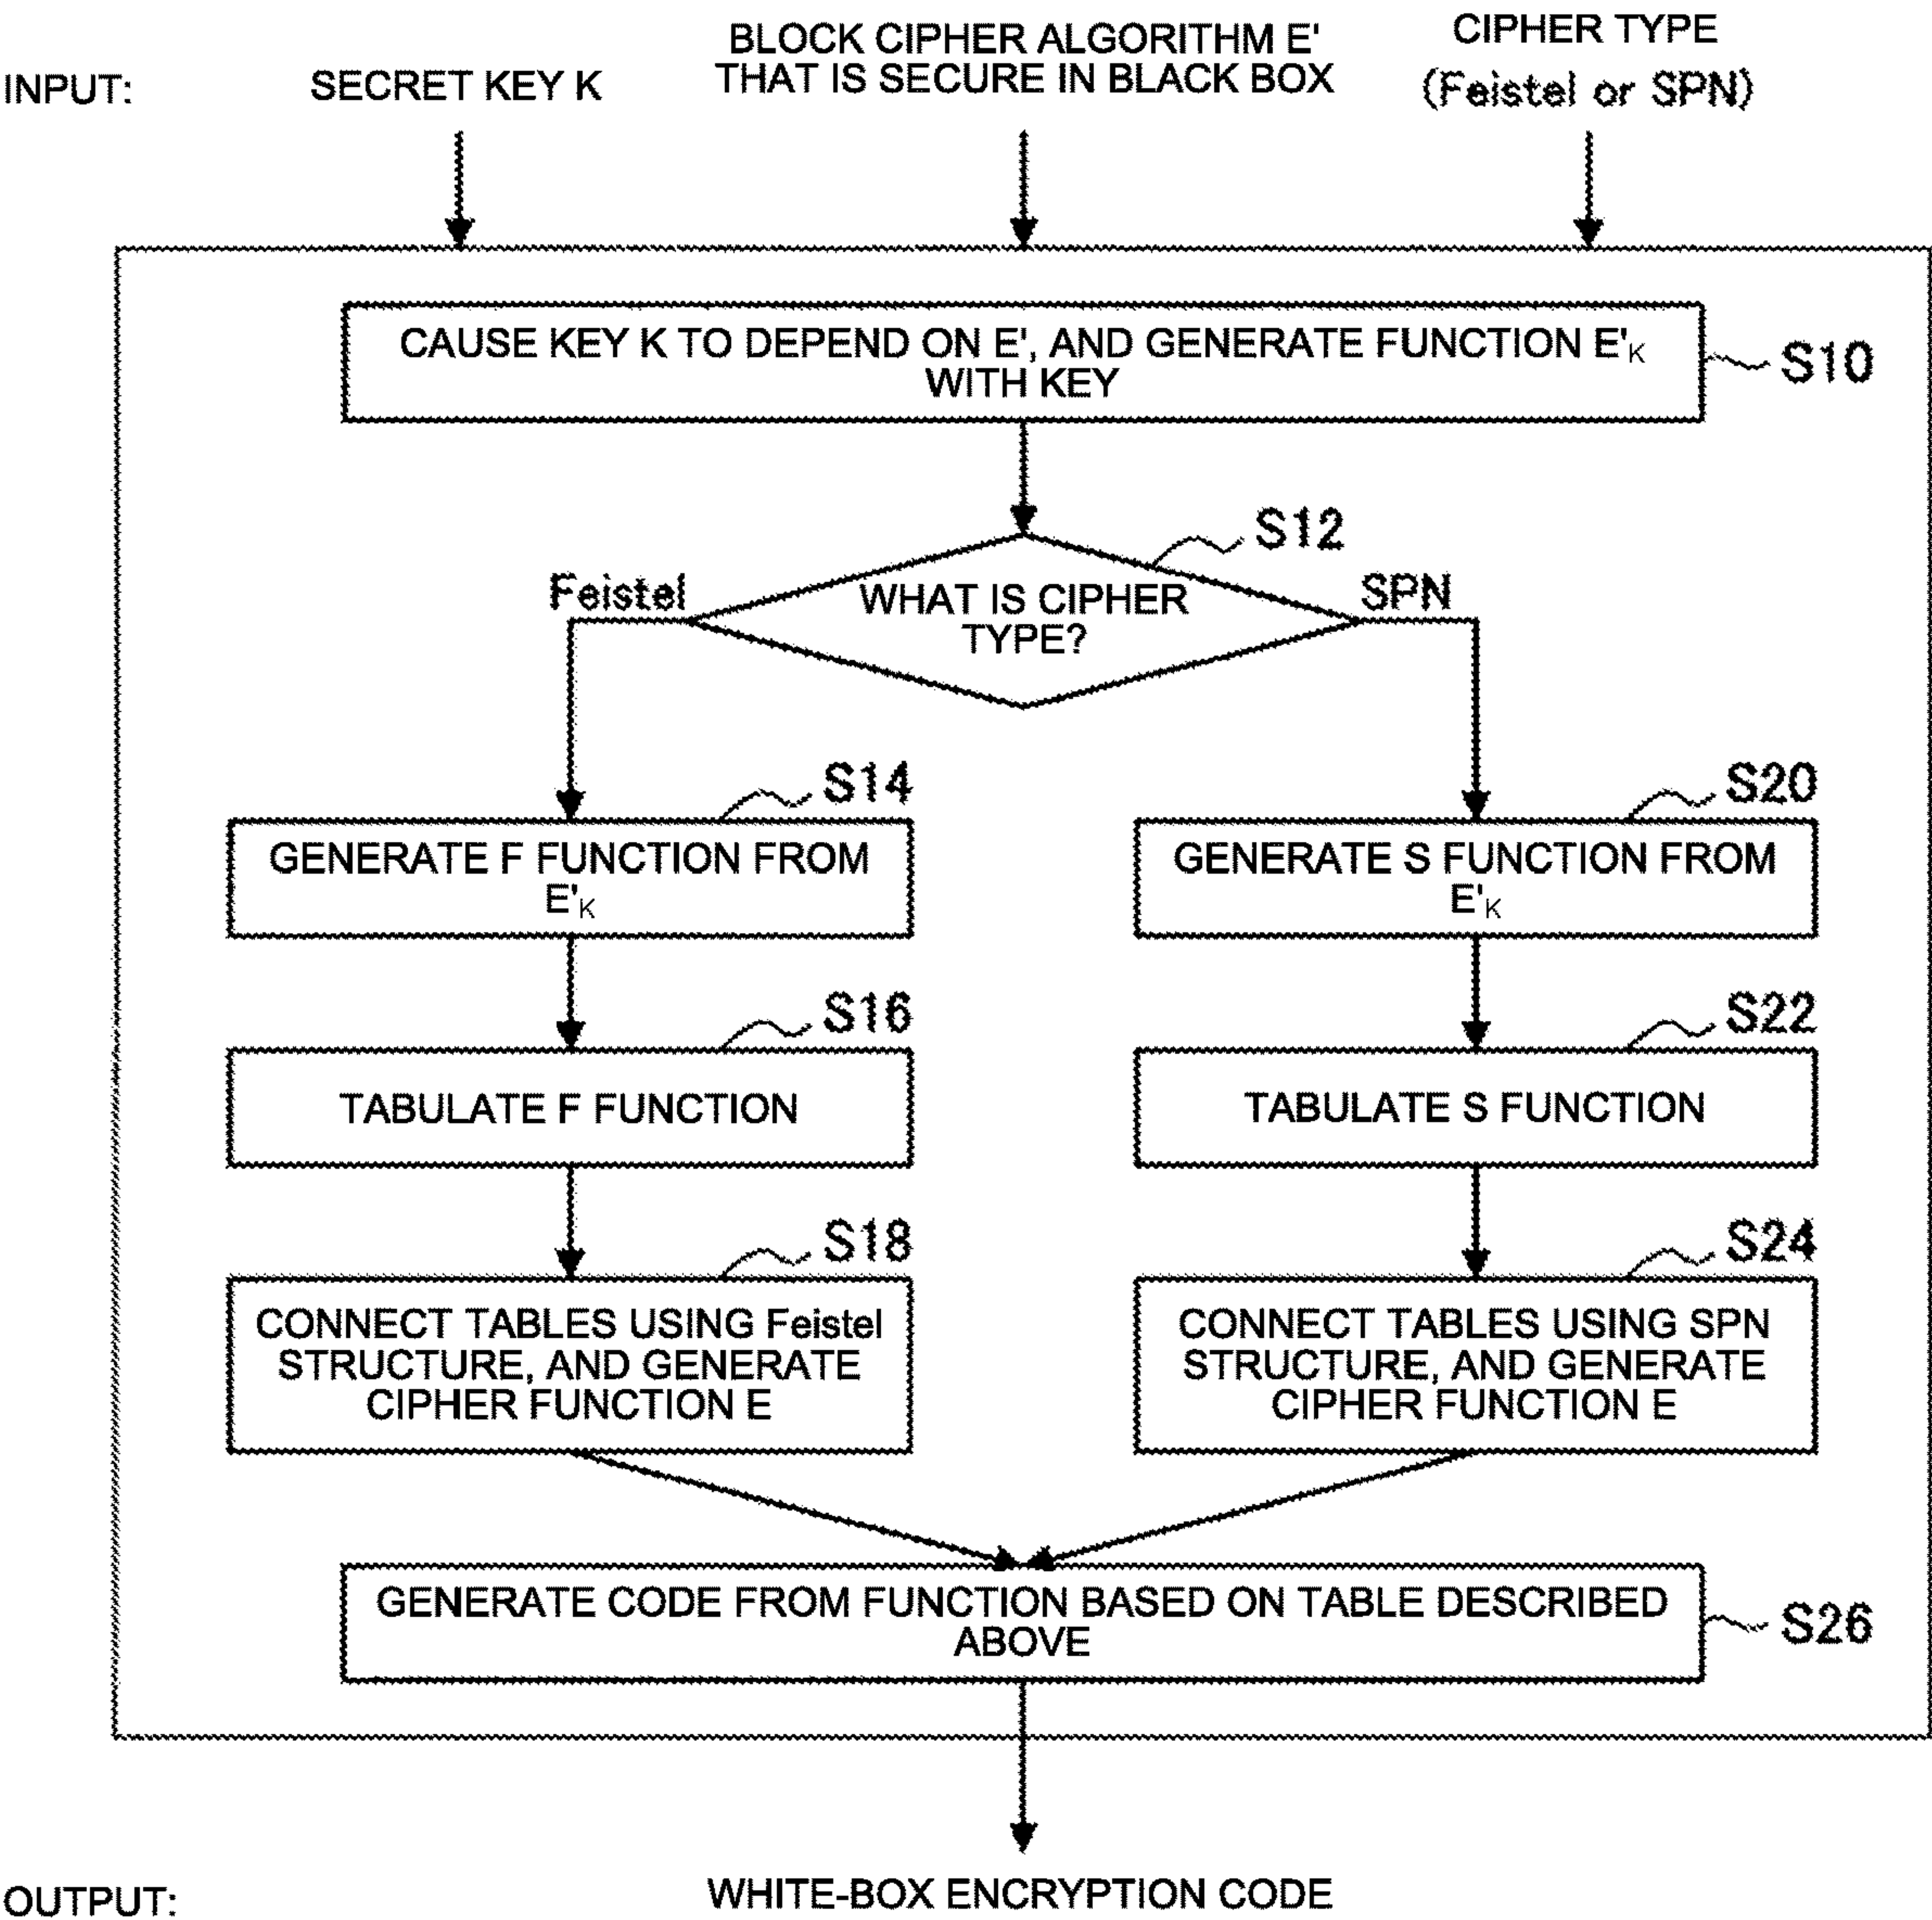 INPUT:
SECRET KEY K
BLOCK CIPHER ALGORITHM E'
THAT IS SECURE IN BLACK BOX
CIPHER TYPE
(Feistel or SPN)
CAUSE KEY K TO DEPEND ON E', AND GENERATE FUNCTION E'K
WITH KEY
S10
S12
Feistel
WHAT IS CIPHER
TYPE?
SPN
S14
GENERATE F FUNCTION FROM
E'K
S20
GENERATE S FUNCTION FROM
E'K
S16
TABULATE F FUNCTION
S22
TABULATE S FUNCTION
S18
CONNECT TABLES USING Feistel
STRUCTURE, AND GENERATE
CIPHER FUNCTION E
S24
CONNECT TABLES USING SPN
STRUCTURE, AND GENERATE
CIPHER FUNCTION E
GENERATE CODE FROM FUNCTION BASED ON TABLE DESCRIBED
ABOVE
S26
OUTPUT:
WHITE-BOX ENCRYPTION CODE